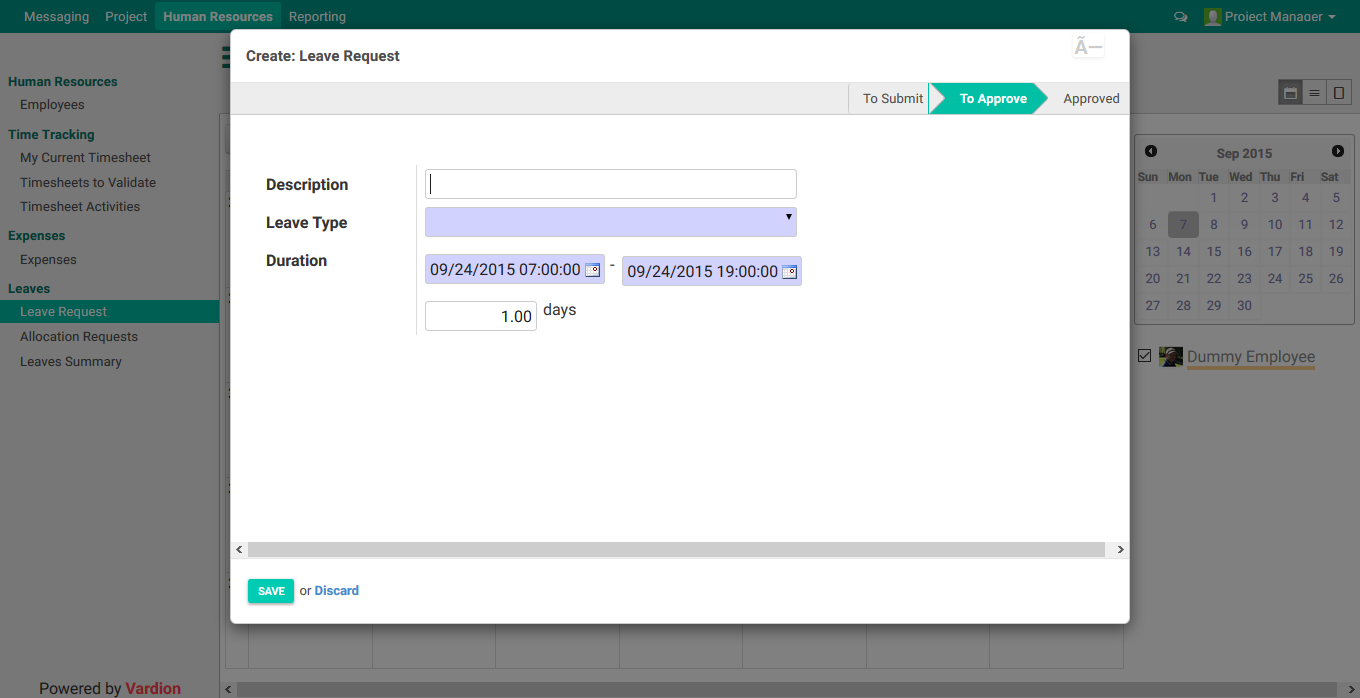 Messaging Project Human Resources Reporting Project Manager
Create: Leave Request Ã—
To Submit To Approve Approved
Human Resources
Employees
Time Tracking
My Current Timesheet
Timesheets to Validate
Timesheet Activities
Expenses
Expenses
Leaves
Leave Request
Allocation Requests
Leaves Summary
Description
Leave Type
Duration 09/24/2015 07:00:00 - 09/24/2015 19:00:00
1.00 days
SAVE or Discard
Sep 2015
Sun Mon Tue Wed Thu Fri Sat
1 2 3 4 5
6 7 8 9 10 11 12
13 14 15 16 17 18 19
20 21 22 23 24 25 26
27 28 29 30
Dummy Employee
Powered by Vardion